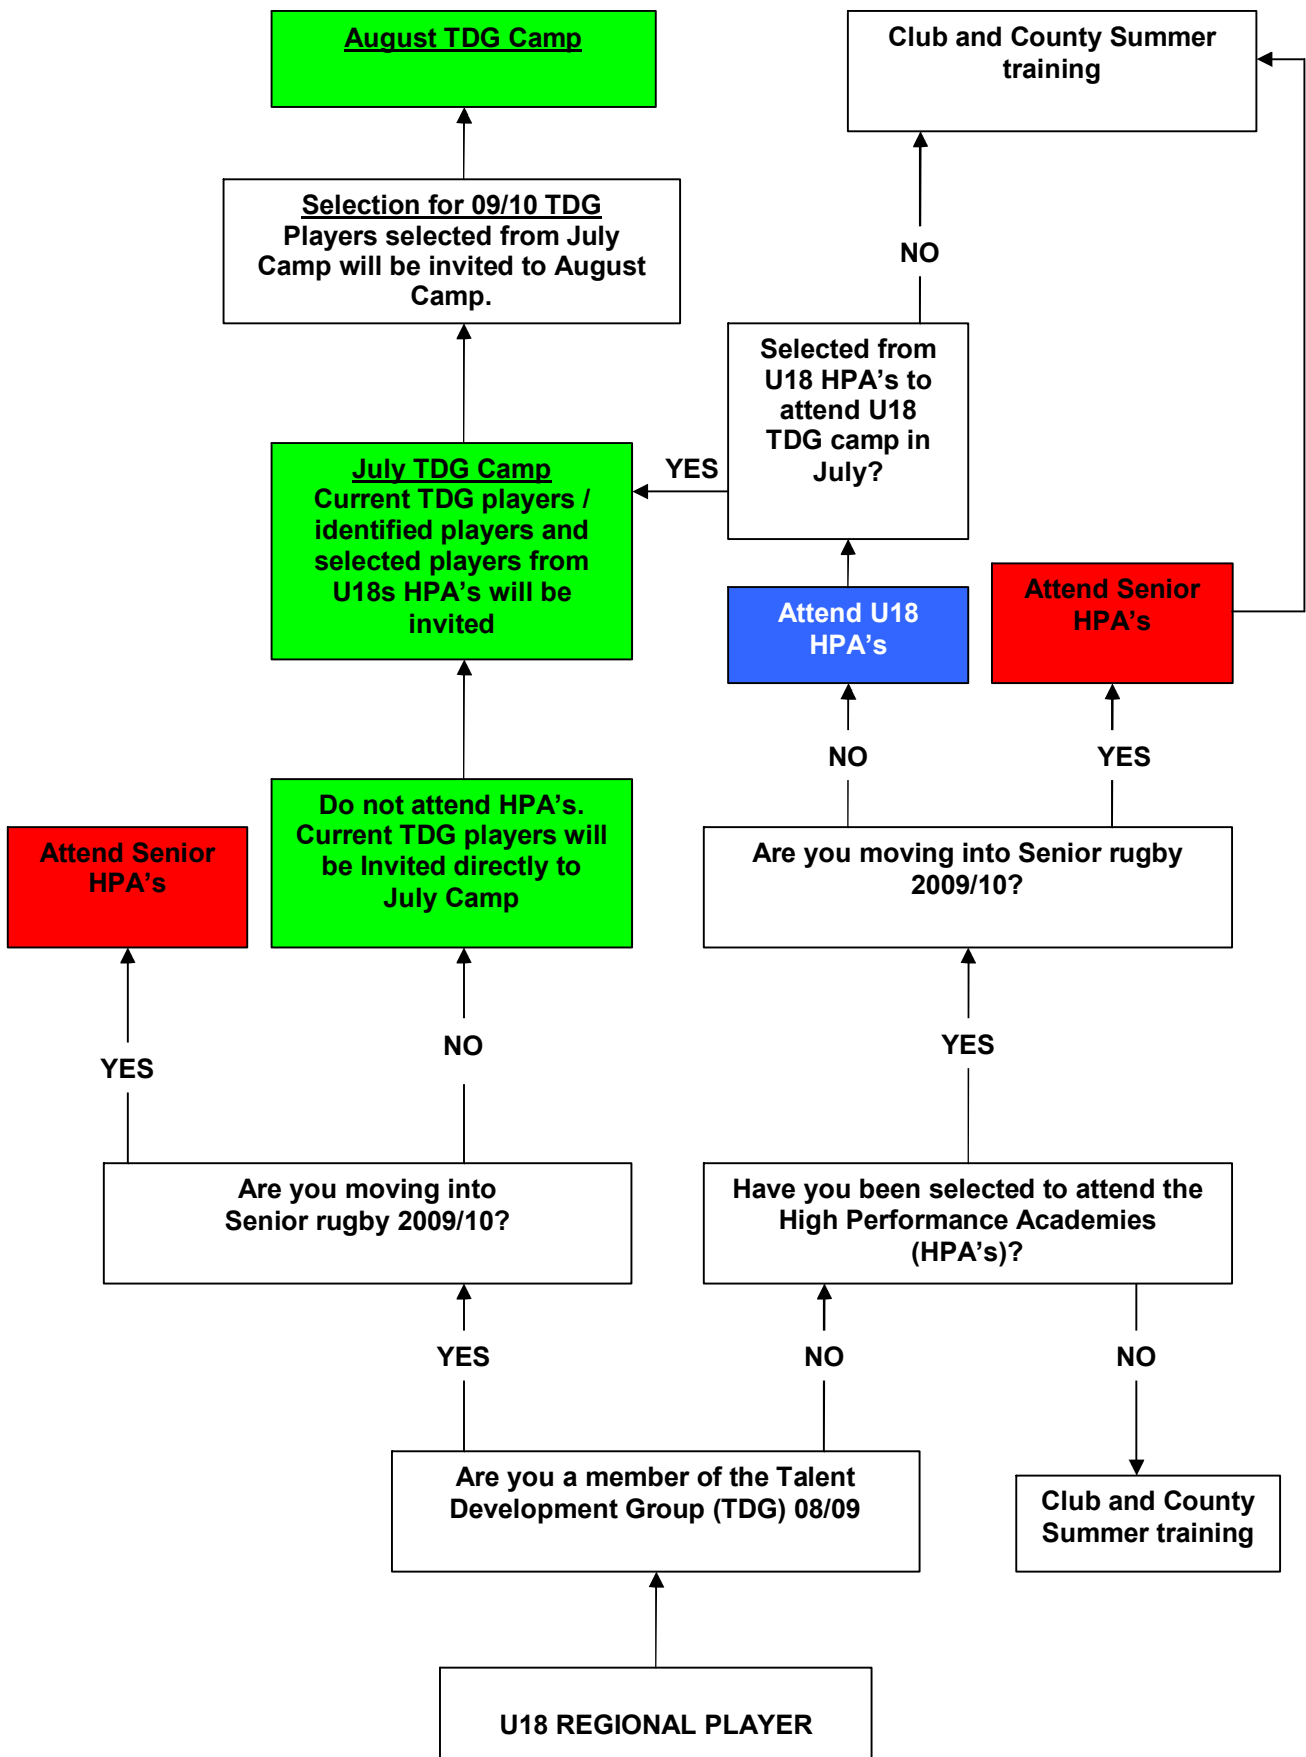 August TDG Camp
Club and County Summer
training
Selection for 09/10 TDG
Players selected from July
Camp will be invited to August
Camp.
NO
Selected from
U18 HPA’s to
attend U18
TDG camp in
July?
YES
July TDG Camp
Current TDG players /
identified players and
selected players from
U18s HPA’s will be
invited
Attend U18
HPA’s
Attend Senior
HPA’s
NO
YES
Do not attend HPA’s.
Current TDG players will
be Invited directly to
July Camp
Attend Senior
HPA’s
Are you moving into Senior rugby
2009/10?
YES
NO
YES
Are you moving into
Senior rugby 2009/10?
Have you been selected to attend the
High Performance Academies
(HPA’s)?
YES
NO
NO
Are you a member of the Talent
Development Group (TDG) 08/09
Club and County
Summer training
U18 REGIONAL PLAYER